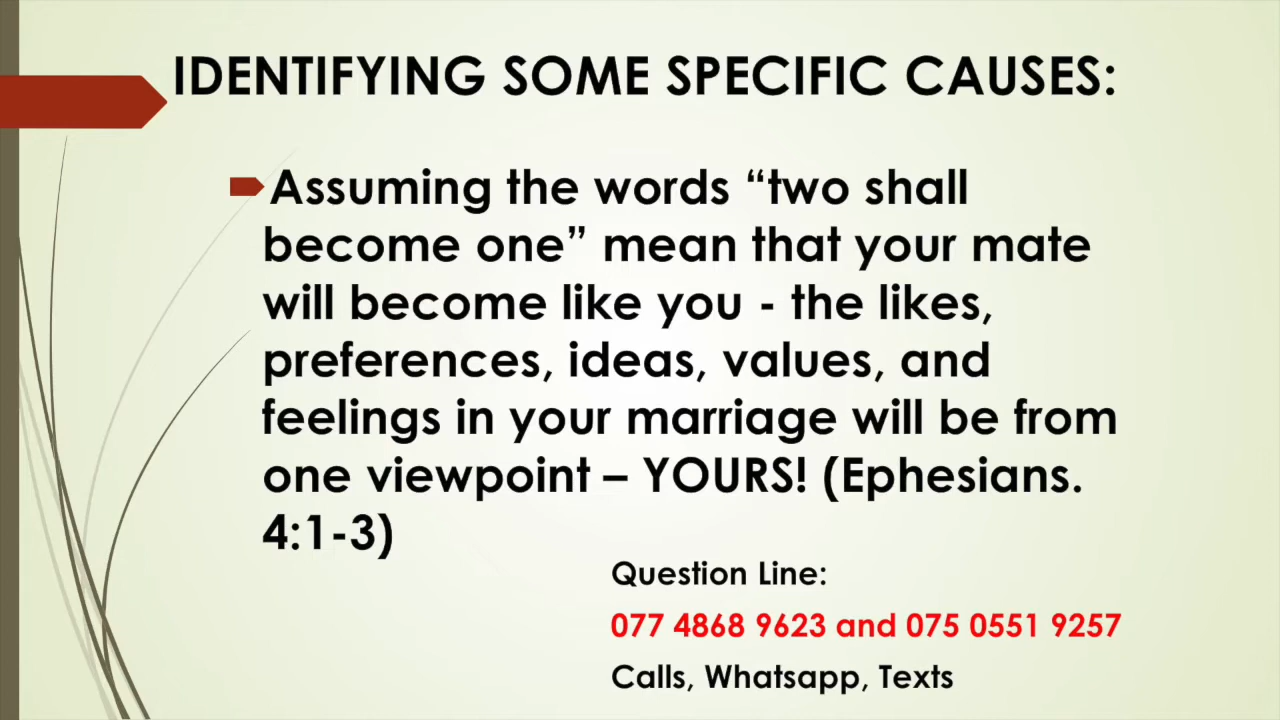 IDENTIFYING SOME SPECIFIC CAUSES:
Assuming the words “two shall
become one” mean that your mate
will become like you - the likes,
preferences, ideas, values, and
feelings in your marriage will be from
one viewpoint – YOURS! (Ephesians.
4:1-3)
Question Line:
077 4868 9623 and 075 0551 9257
Calls, Whatsapp, Texts